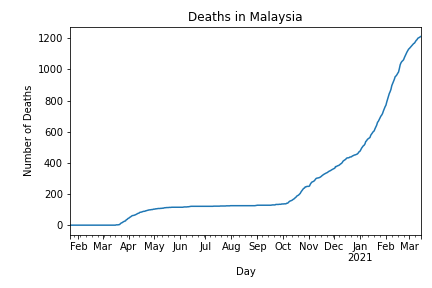 Deaths in Malaysia
Number of Deaths
1200
1000
800
600
400
200
0
Feb Mar Apr May Jun Jul Aug Sep Oct Nov Dec Jan Feb Mar
2021
Day